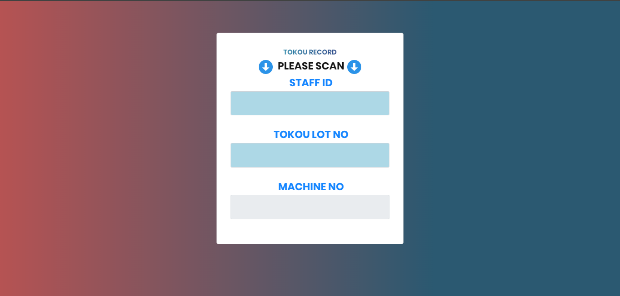 TOKOU RECORD
PLEASE SCAN
STAFF ID
TOKOU LOT NO
MACHINE NO